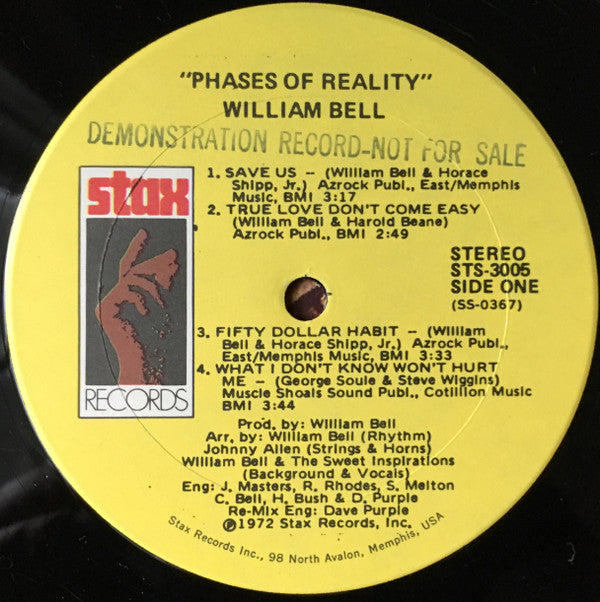 "PHASES OF REALITY"
WILLIAM BELL
DEMONSTRATION RECORD-NOT FOR SALE
stax
RECORDS
1. SAVE US — (William Bell & Horace
Shipp, Jr.) Azrock Publ., East/Memphis
Music, BMI 3:17
2. TRUE LOVE DON'T COME EASY
(William Bell & Harold Beane)
Azrock Publ., BMI 2:49
STEREO
STS-3005
SIDE ONE
(SS-0367)
3. FIFTY DOLLAR HABIT — (William
Bell & Horace Shipp, Jr.) Azrock Publ.,
East/Memphis Music, BMI 3:33
4. WHAT I DON'T KNOW WON'T HURT
ME — (George Soule & Steve Wiggins)
Muscle Shoals Sound Publ., Cotillion Music
BMI 3:44
Prod. by: William Bell
Arr. by: William Bell (Rhythm)
Johnny Allen (Strings & Horns)
William Bell & The Sweet Inspirations
(Background & Vocals)
Eng: J. Masters, R. Rhodes, S. Melton
C. Bell, H. Bush & D. Purple
Re-Mix Eng: Dave Purple
℗1972 Stax Records, Inc.
Stax Records Inc., 98 North Avalon, Memphis, USA